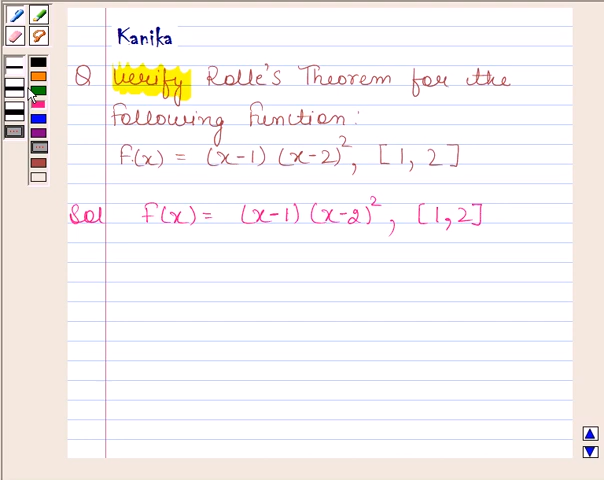 Kanika
Q Verify Rolle's Theorem for the
following function:
f(x) = (x-1) (x-2)², [1, 2]
Sol f(x) = (x-1) (x-2)², [1, 2]